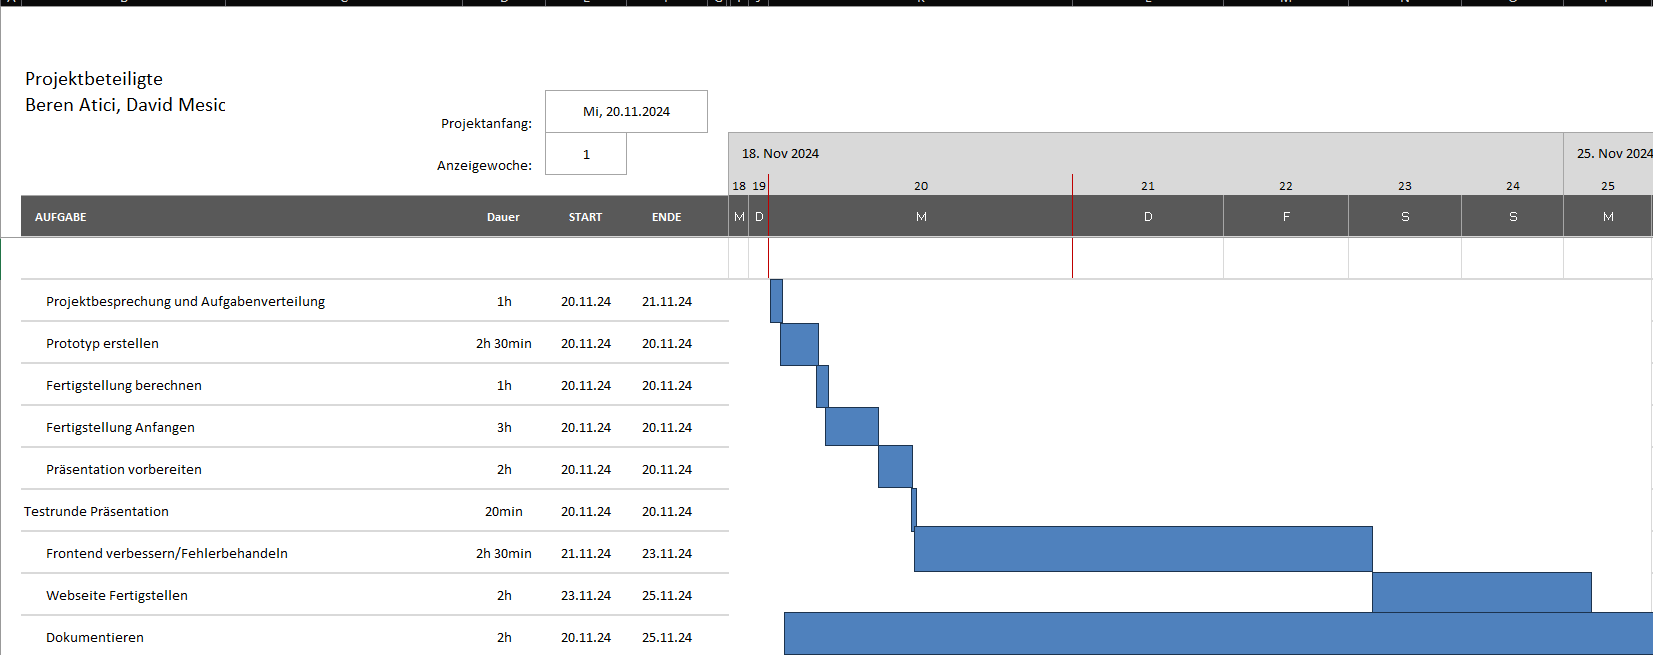 Projektbeteiligte
Beren Atici, David Mesic
Projektanfang: Mi, 20.11.2024
Anzeigewoche: 1
18. Nov 2024 25. Nov 2024
18 19 20 21 22 23 24 25
AUFGABE Dauer START ENDE M D M D F S S M
Projektbesprechung und Aufgabenverteilung 1h 20.11.24 21.11.24
Prototyp erstellen 2h 30min 20.11.24 20.11.24
Fertigstellung berechnen 1h 20.11.24 20.11.24
Fertigstellung Anfangen 3h 20.11.24 20.11.24
Präsentation vorbereiten 2h 20.11.24 20.11.24
Testrunde Präsentation 20min 20.11.24 20.11.24
Frontend verbessern/Fehlerbehandeln 2h 30min 21.11.24 23.11.24
Webseite Fertigstellen 2h 23.11.24 25.11.24
Dokumentieren 2h 20.11.24 25.11.24